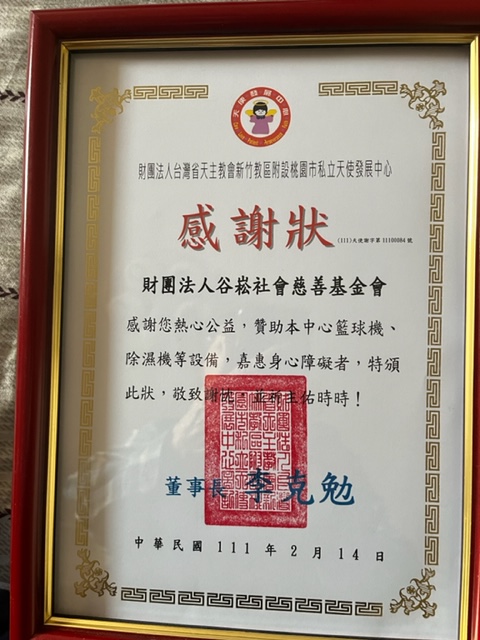 天使發展中心
財團法人台灣省天主教會新竹教區附設桃園市私立天使發展中心
感謝狀
(111)天使謝字第11100084號
財團法人谷崧社會慈善基金會
感謝您熱心公益，贊助本中心籃球機、
除濕機等設備，嘉惠身心障礙者，特頒
此狀，敬致謝忱，並祈主佑時時！
董事長 李克勉
中華民國 111 年 2 月 14 日